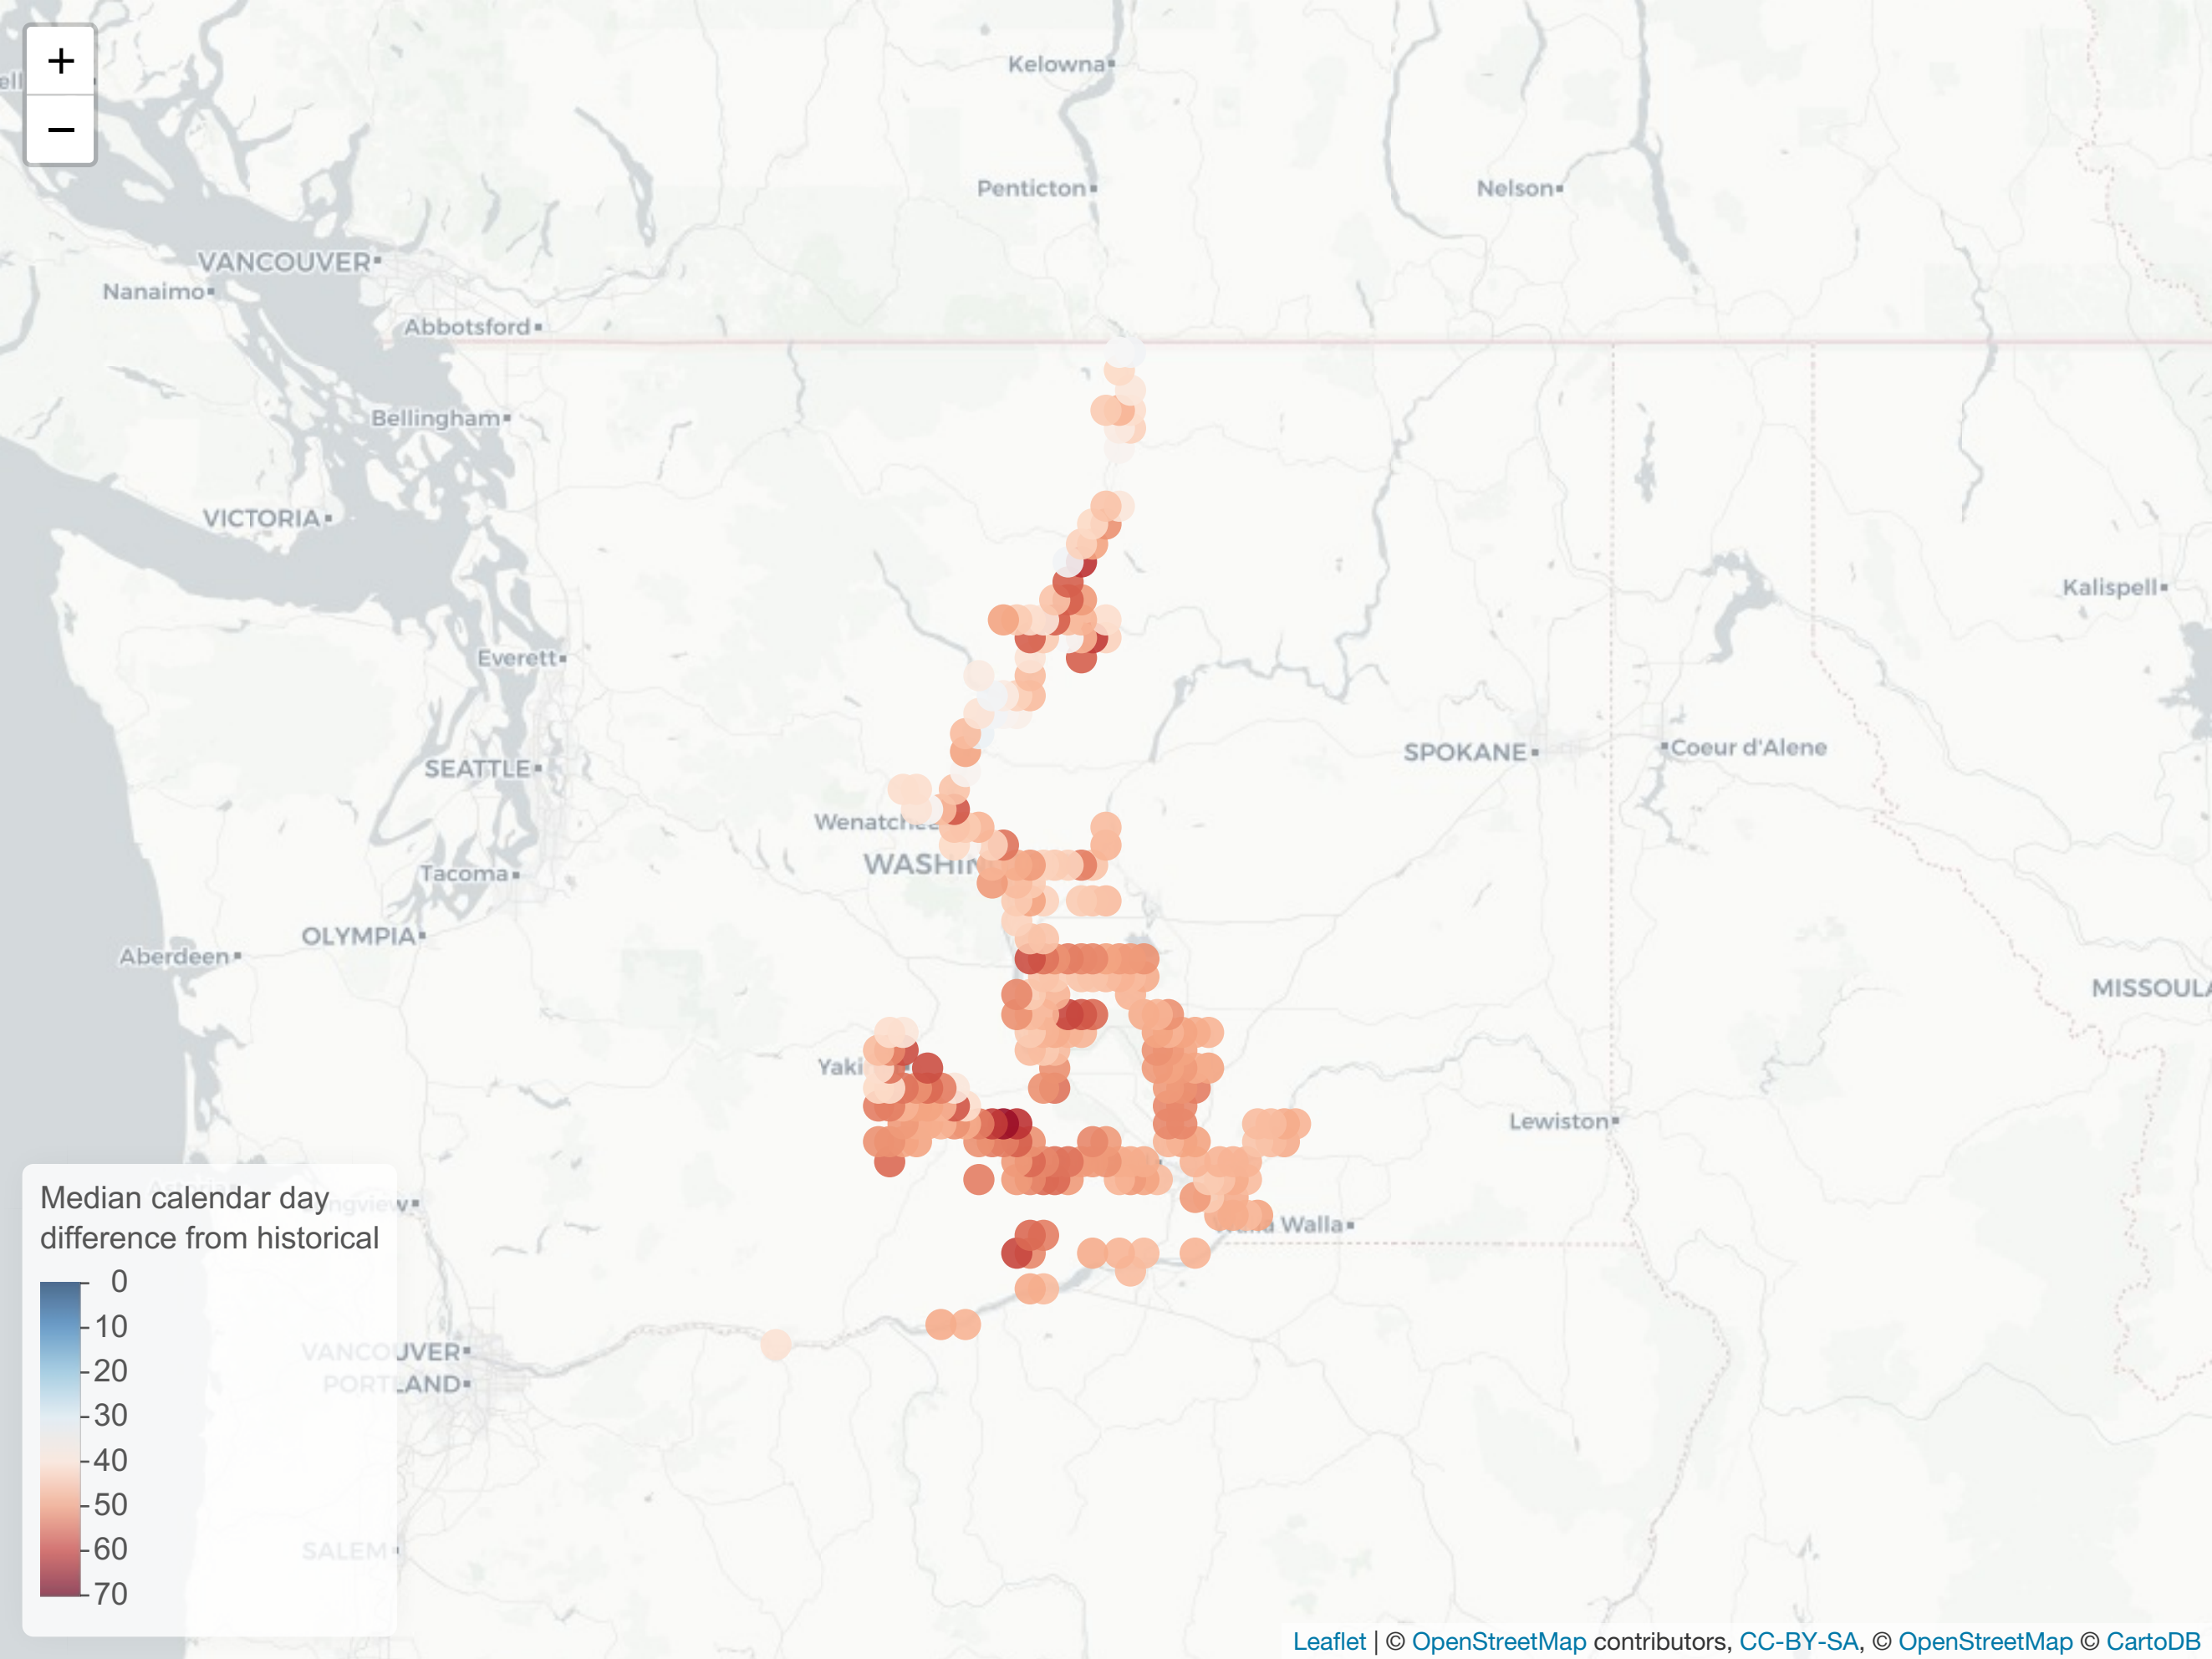 +
−
Kelowna
Penticton
Nelson
VANCOUVER
Nanaimo
Abbotsford
Bellingham
VICTORIA
Kalispell
Everett
SPOKANE
Coeur d'Alene
SEATTLE
WASHIN
Tacoma
OLYMPIA
Aberdeen
MISSOULA
Yaki
Lewiston
Walla
Median calendar day
difference from historical
0
10
20
30
40
50
60
70
VANCOUVER
PORTLAND
SALEM
Leaflet | © OpenStreetMap contributors, CC-BY-SA, © OpenStreetMap © CartoDB